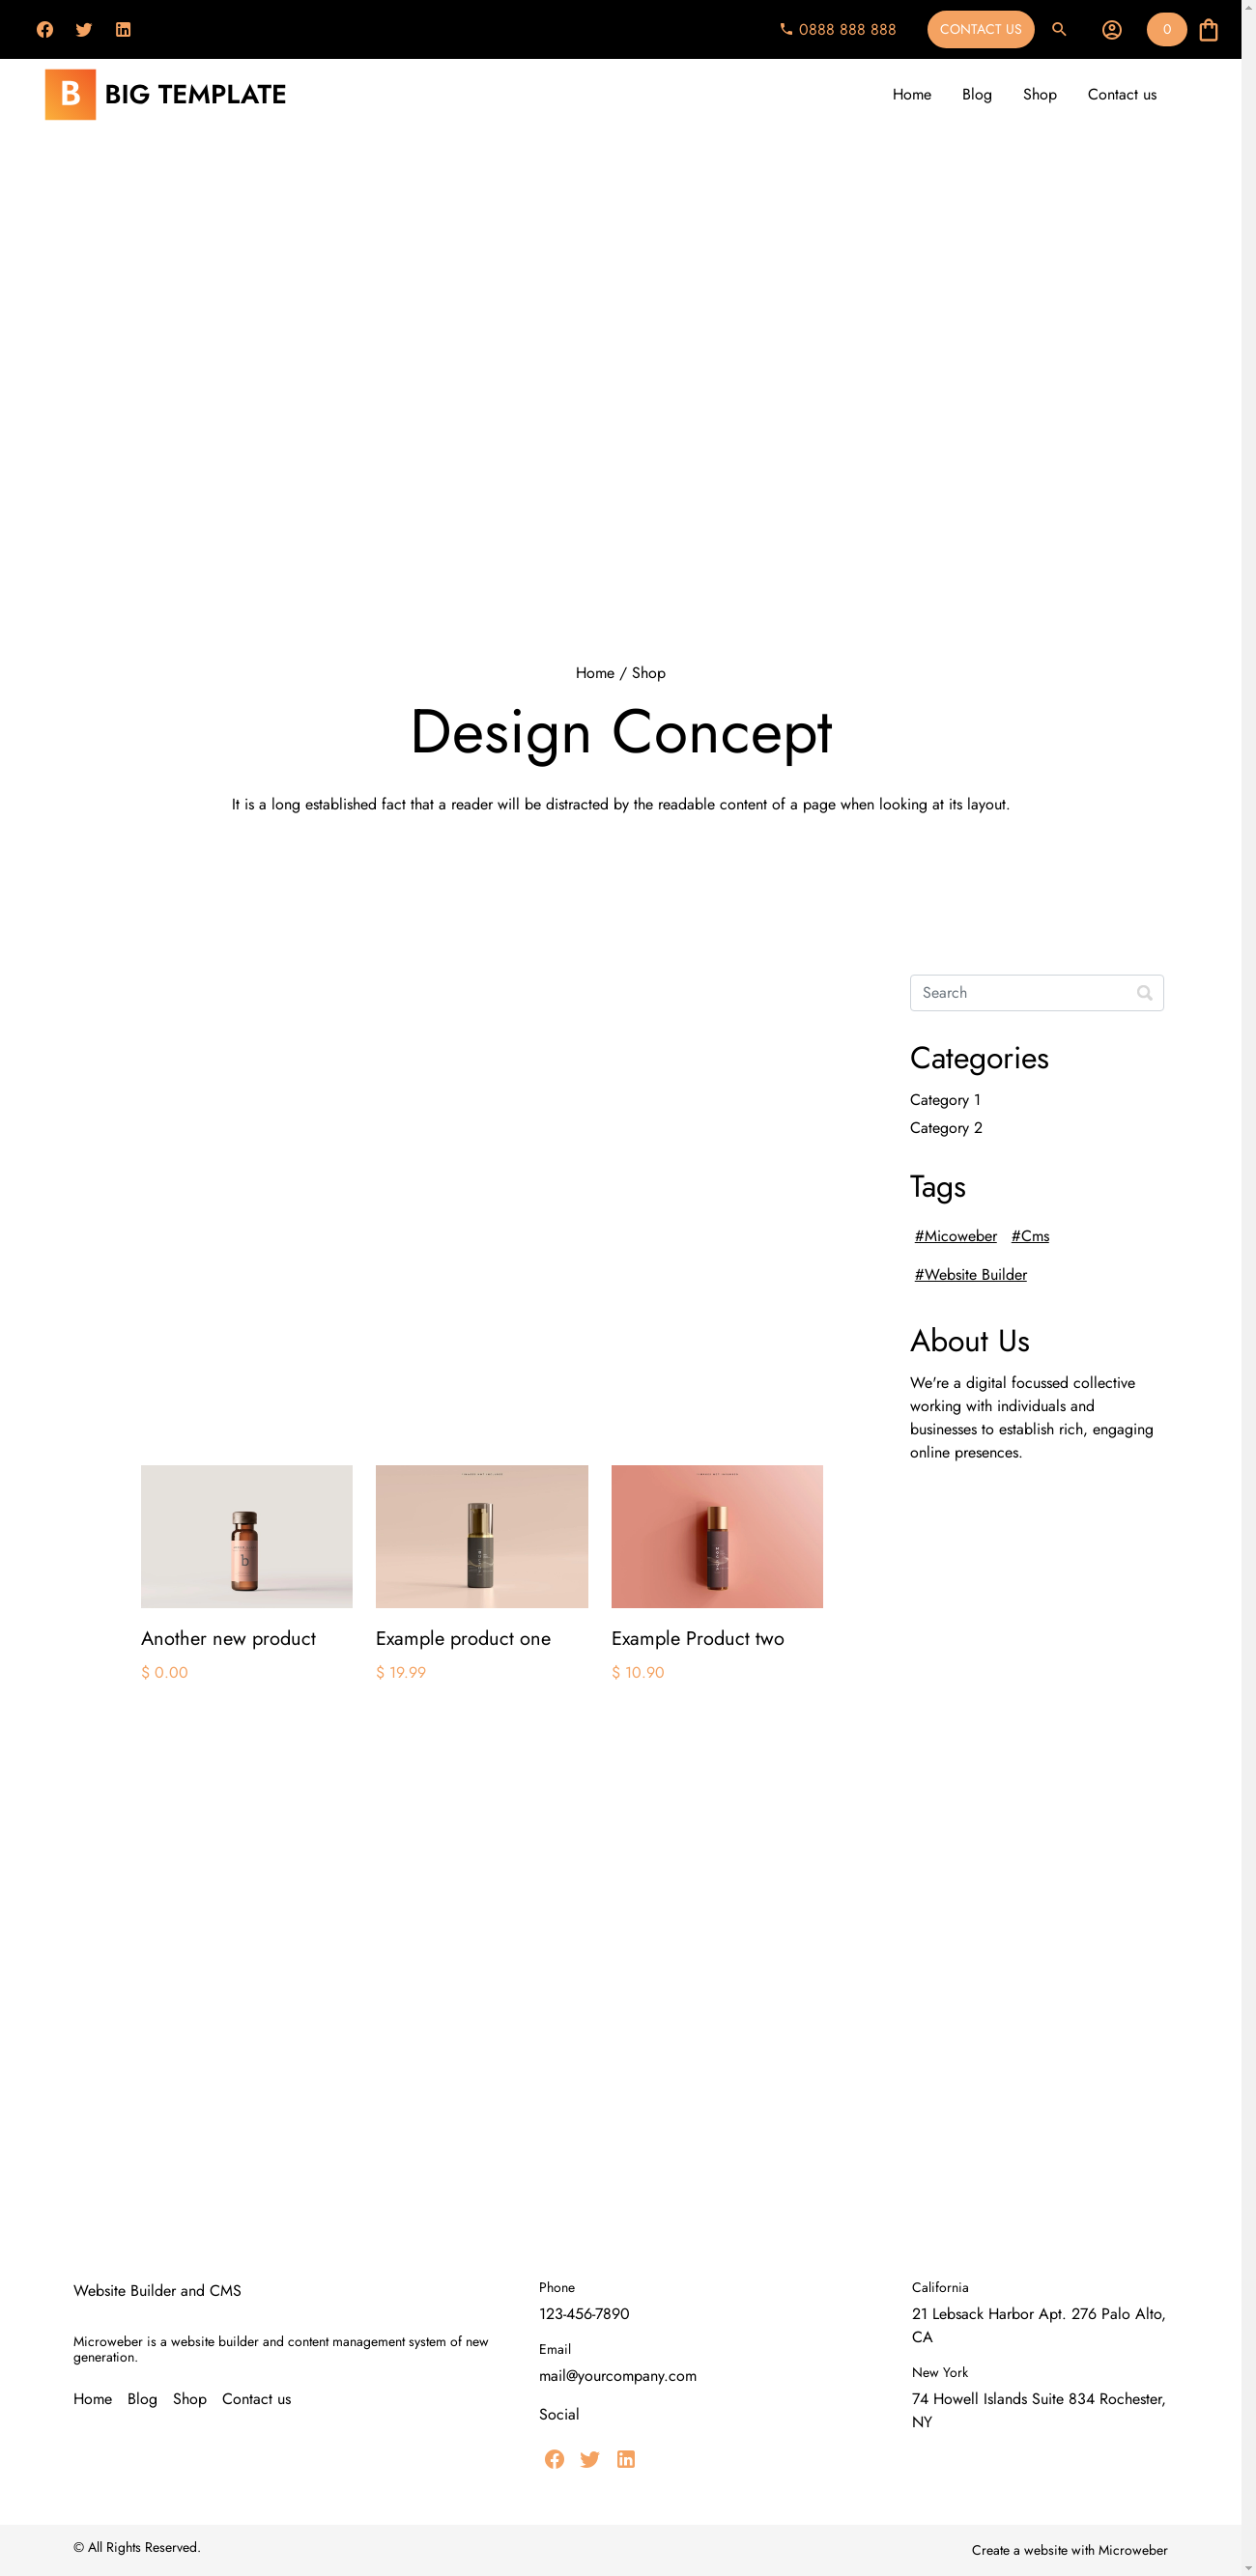 0888 888 888
CONTACT US
0
B BIG TEMPLATE
Home Blog Shop Contact us
Home / Shop
Design Concept
It is a long established fact that a reader will be distracted by the readable content of a page when looking at its layout.
Search
Categories
Category 1
Category 2
Tags
#Micoweber #Cms
#Website Builder
About Us
We're a digital focussed collective
working with individuals and
businesses to establish rich, engaging
online presences.
b
Another new product
$ 0.00
Example product one
$ 19.99
Example Product two
$ 10.90
Website Builder and CMS
Microweber is a website builder and content management system of new
generation.
Home Blog Shop Contact us
Phone
123-456-7890
Email
mail@yourcompany.com
Social
California
21 Lebsack Harbor Apt. 276 Palo Alto,
CA
New York
74 Howell Islands Suite 834 Rochester,
NY
© All Rights Reserved.
Create a website with Microweber